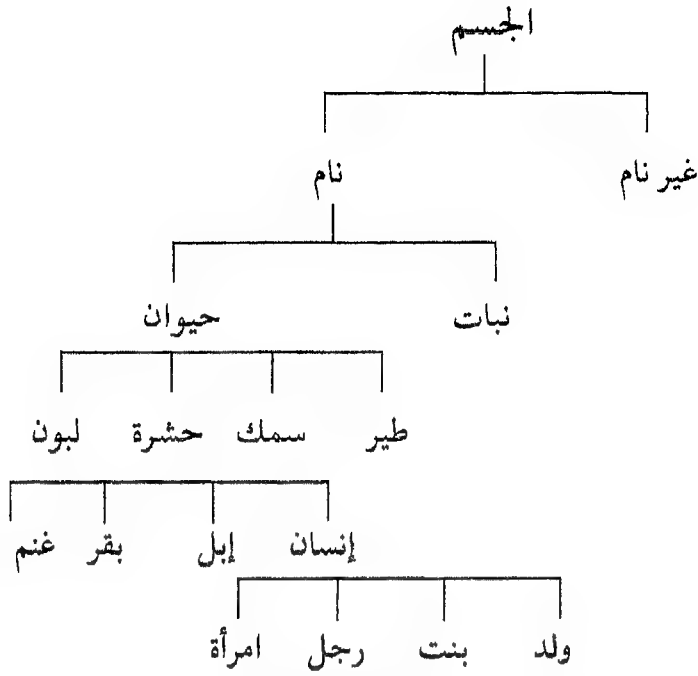 الجسم
غير نام نام
نبات حيوان
طير سمك حشرة لبون
إنسان إبل بقر غنم
ولد بنت رجل امرأة